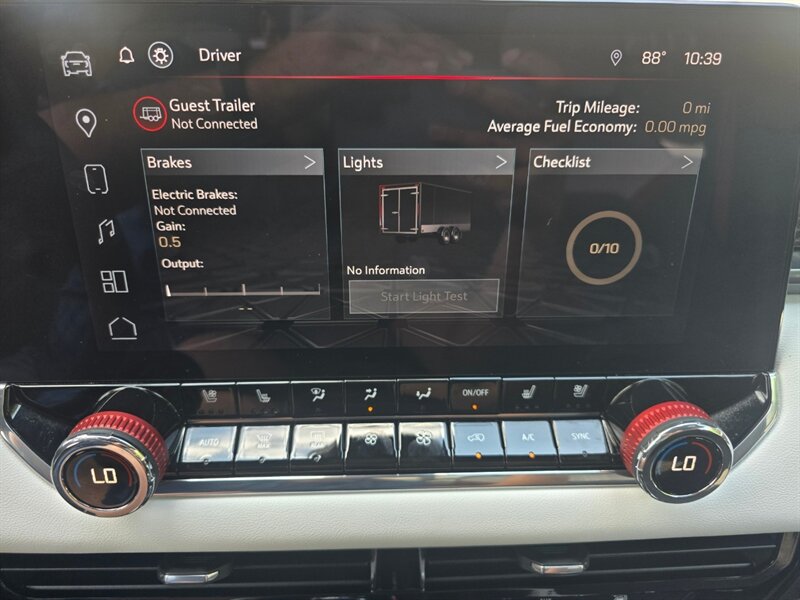 Driver
88° 10:39
Guest Trailer
Not Connected
Trip Mileage: 0 mi
Average Fuel Economy: 0.00 mpg
Brakes >
Electric Brakes:
Not Connected
Gain:
0.5
Output:
--
Lights >
No Information
Start Light Test
Checklist >
0/10
ON/OFF
AUTO
MAX
A/C
SYNC
LO
LO